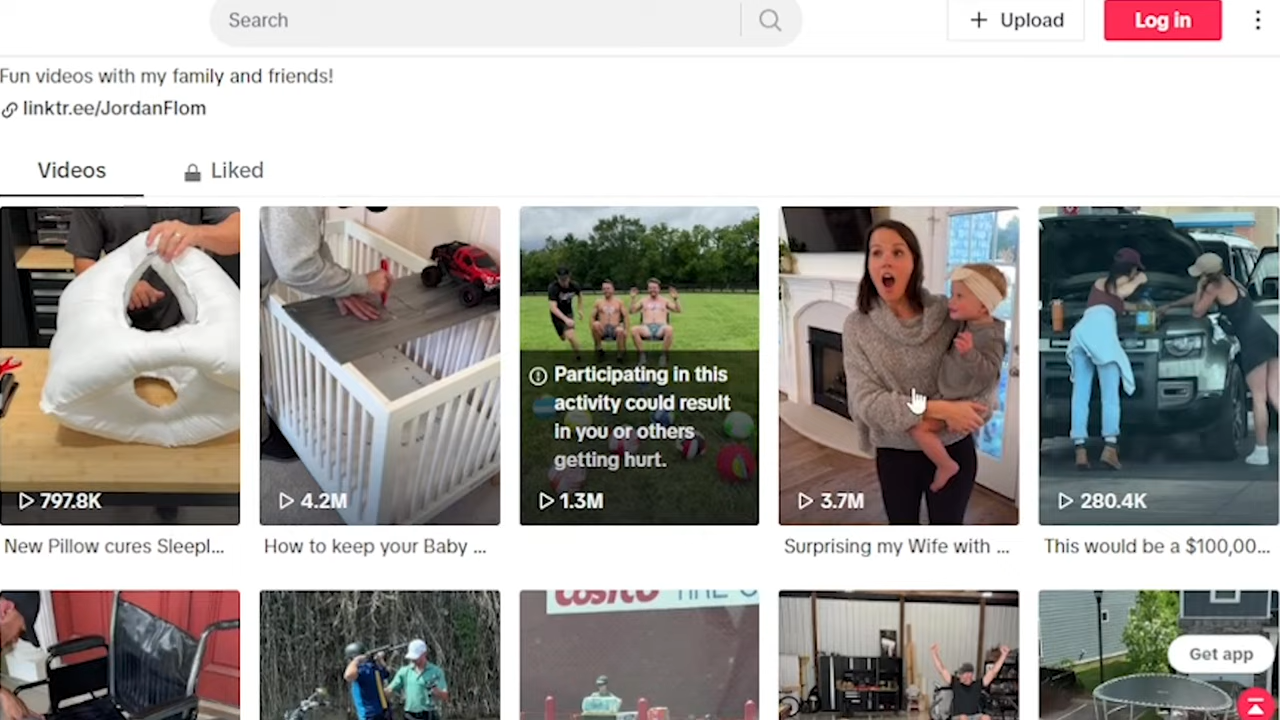 Search
Upload
Log in
Fun videos with my family and friends!
linktr.ee/JordanFlom
Videos
Liked
Participating in this
activity could result
in you or others
getting hurt.
797.8K
4.2M
1.3M
3.7M
280.4K
New Pillow cures Sleepl...
How to keep your Baby ...
Surprising my Wife with ...
This would be a $100,00...
COSTCO TIRE C
Get app